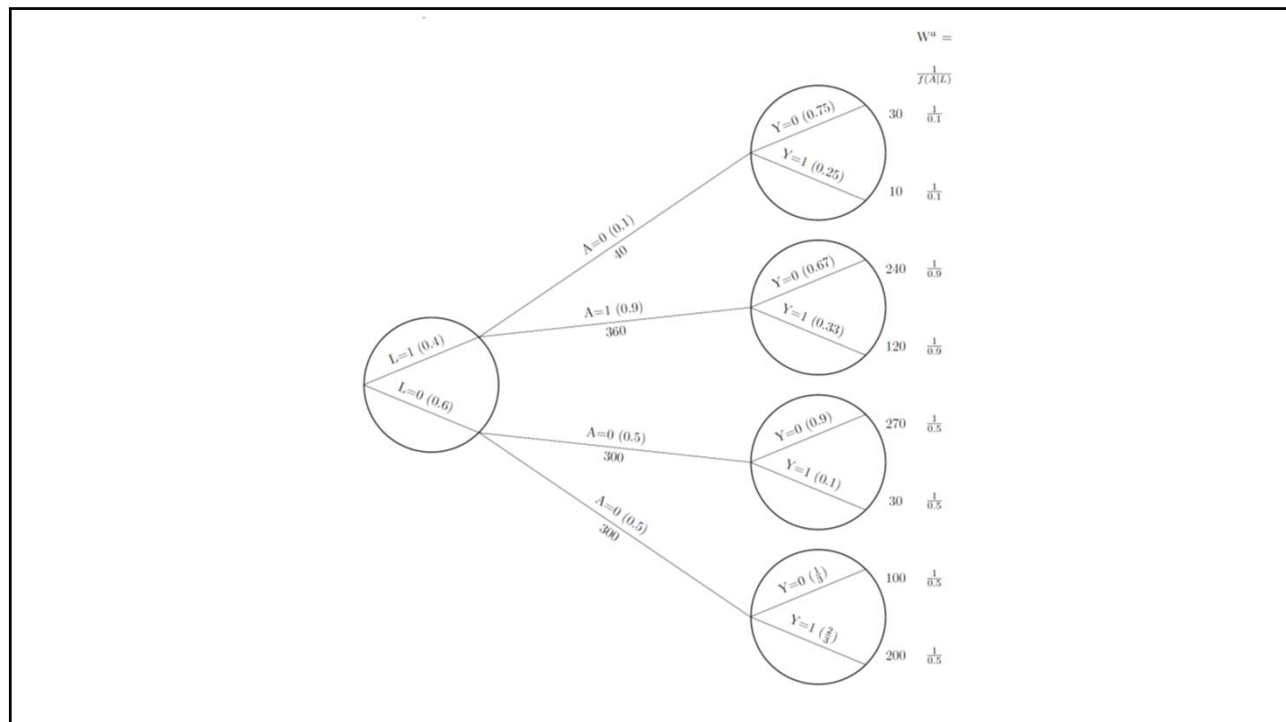 W^a =
1/f(A|L)
Y=0 (0.75)
30 1/0.1
Y=1 (0.25)
10 1/0.1
A=0 (0.1)
40
Y=0 (0.67)
240 1/0.9
A=1 (0.9)
360
Y=1 (0.33)
120 1/0.9
L=1 (0.4)
L=0 (0.6)
A=0 (0.5)
300
Y=0 (0.9)
270 1/0.5
Y=1 (0.1)
30 1/0.5
A=0 (0.5)
300
Y=0 (1/3)
100 1/0.5
Y=1 (2/3)
200 1/0.5